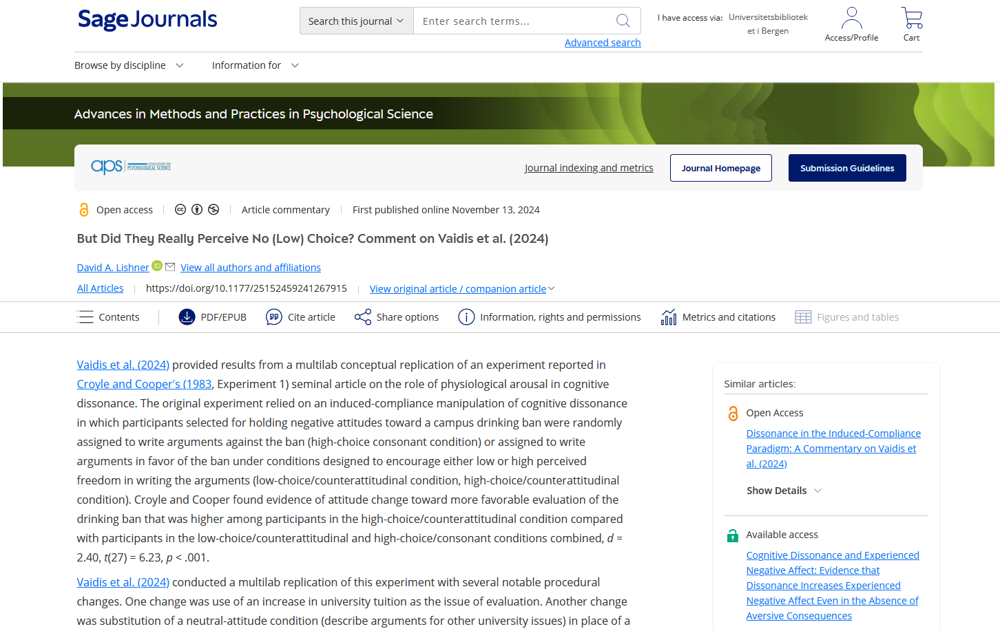 Sage Journals
Search this journal
Enter search terms...
Advanced search
I have access via:
Universitetsbibliotek
et i Bergen
Access/Profile
Cart
Browse by discipline
Information for
Advances in Methods and Practices in Psychological Science
aps
ASSOCIATION FOR
PSYCHOLOGICAL SCIENCE
Journal indexing and metrics
Journal Homepage
Submission Guidelines
Open access
Article commentary
First published online November 13, 2024
But Did They Really Perceive No (Low) Choice? Comment on Vaidis et al. (2024)
David A. Lishner
View all authors and affiliations
All Articles
https://doi.org/10.1177/25152459241267915
View original article / companion article
Contents
PDF/EPUB
Cite article
Share options
Information, rights and permissions
Metrics and citations
Figures and tables
Vaidis et al. (2024) provided results from a multilab conceptual replication of an experiment reported in
Croyle and Cooper's (1983, Experiment 1) seminal article on the role of physiological arousal in cognitive
dissonance. The original experiment relied on an induced-compliance manipulation of cognitive dissonance
in which participants selected for holding negative attitudes toward a campus drinking ban were randomly
assigned to write arguments against the ban (high-choice consonant condition) or assigned to write
arguments in favor of the ban under conditions designed to encourage either low or high perceived
freedom in writing the arguments (low-choice/counterattitudinal condition, high-choice/counterattitudinal
condition). Croyle and Cooper found evidence of attitude change toward more favorable evaluation of the
drinking ban that was higher among participants in the high-choice/counterattitudinal condition compared
with participants in the low-choice/counterattitudinal and high-choice/consonant conditions combined, d =
2.40, t(27) = 6.23, p < .001.
Vaidis et al. (2024) conducted a multilab replication of this experiment with several notable procedural
changes. One change was use of an increase in university tuition as the issue of evaluation. Another change
was substitution of a neutral-attitude condition (describe arguments for other university issues) in place of a
Similar articles:
Open Access
Dissonance in the Induced-Compliance
Paradigm: A Commentary on Vaidis et
al. (2024)
Show Details
Available access
Cognitive Dissonance and Experienced
Negative Affect: Evidence that
Dissonance Increases Experienced
Negative Affect Even in the Absence of
Aversive Consequences